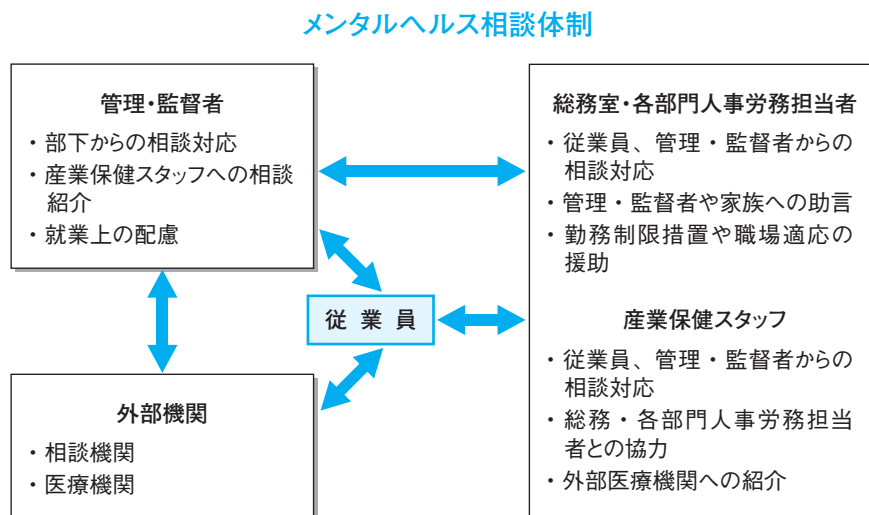 メンタルヘルス相談体制
管理・監督者
・部下からの相談対応
・産業保健スタッフへの相談
紹介
・就業上の配慮
総務室・各部門人事労務担当者
・従業員、管理・監督者からの
相談対応
・管理・監督者や家族への助言
・勤務制限措置や職場適応の
援助
従業員
産業保健スタッフ
・従業員、管理・監督者からの
相談対応
・総務・各部門人事労務担当
者との協力
・外部医療機関への紹介
外部機関
・相談機関
・医療機関